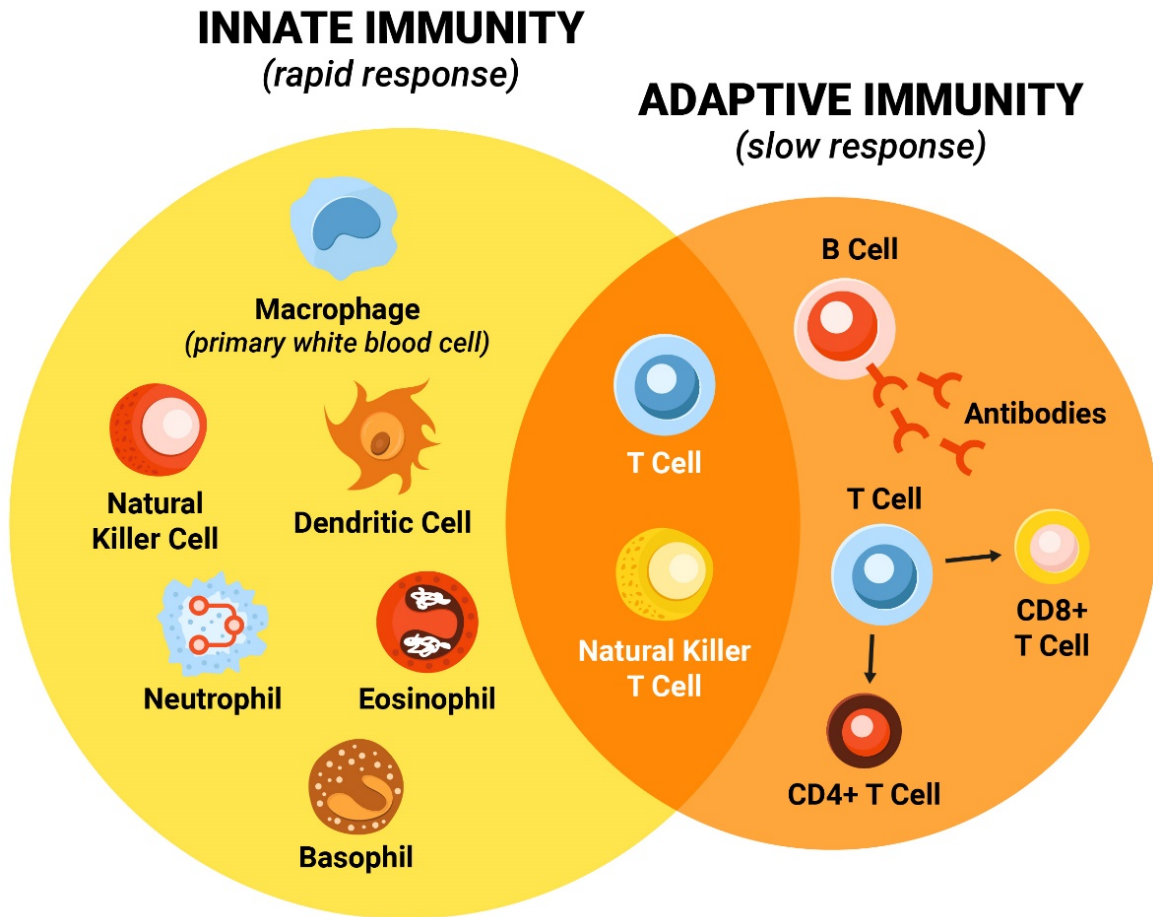 INNATE IMMUNITY
(rapid response)
ADAPTIVE IMMUNITY
(slow response)
Macrophage
(primary white blood cell)
Natural
Killer Cell
Dendritic Cell
Neutrophil
Eosinophil
Basophil
T Cell
Natural Killer
T Cell
B Cell
Antibodies
T Cell
CD8+
T Cell
CD4+ T Cell